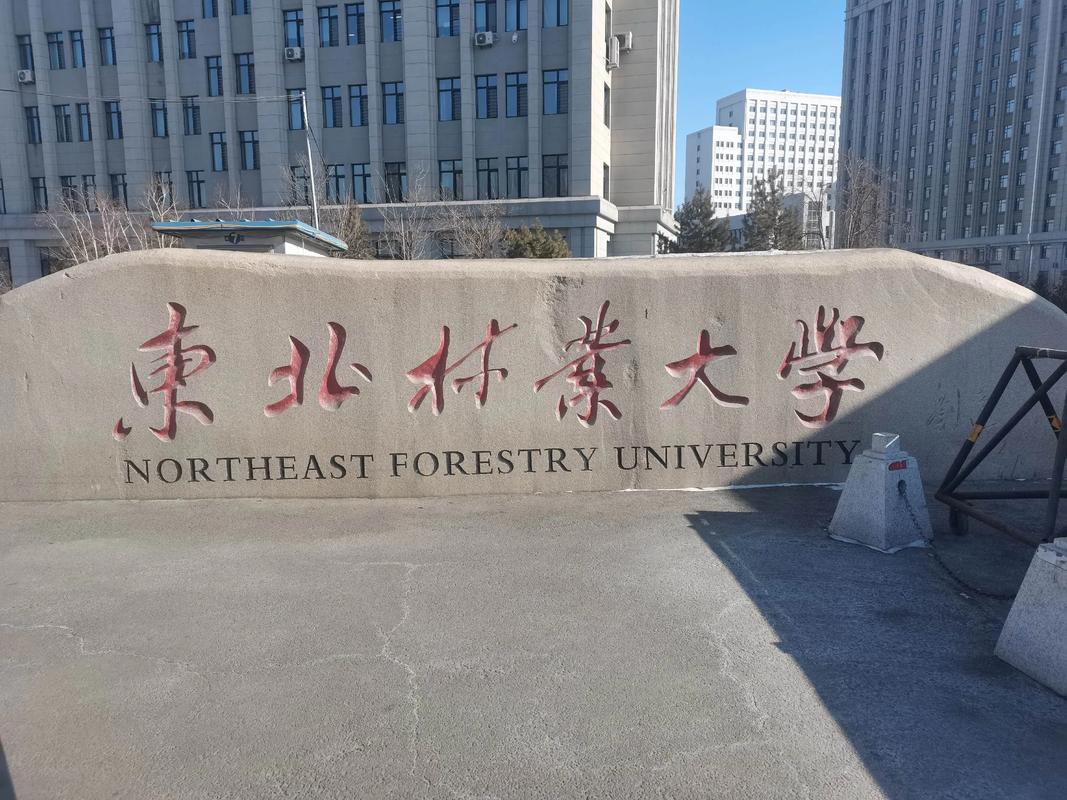 東北林業大學
NORTHEAST FORESTRY UNIVERSITY